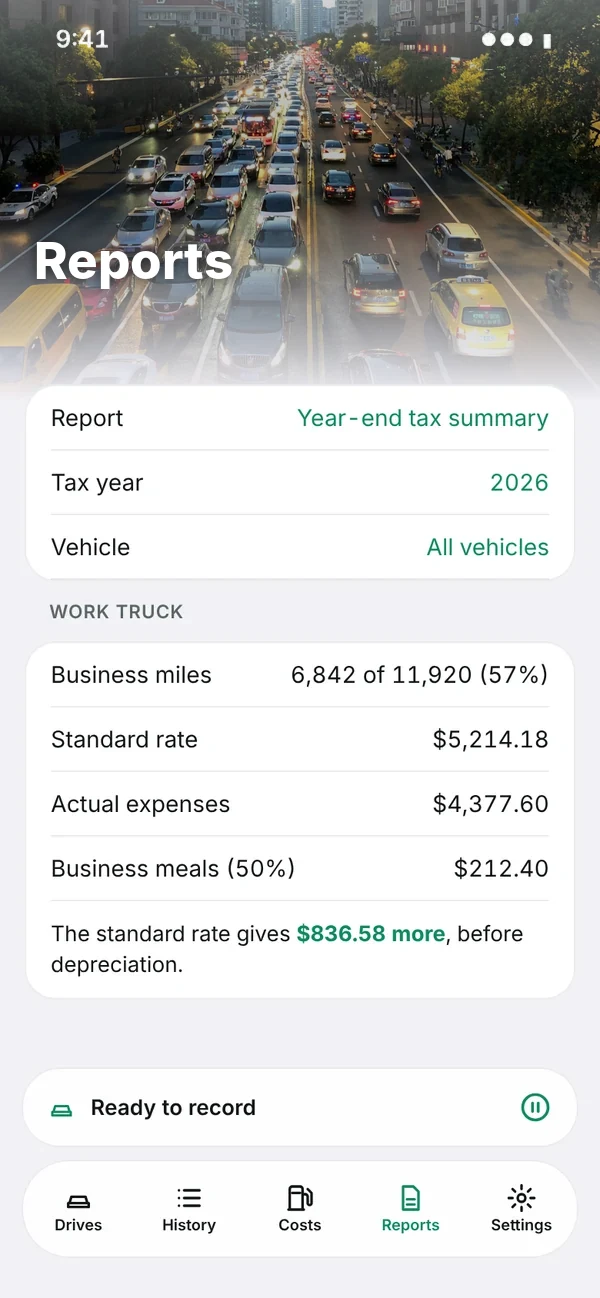 9:41
Reports
Report Year-end tax summary
Tax year 2026
Vehicle All vehicles
WORK TRUCK
Business miles 6,842 of 11,920 (57%)
Standard rate $5,214.18
Actual expenses $4,377.60
Business meals (50%) $212.40
The standard rate gives $836.58 more, before
depreciation.
Ready to record
Drives History Costs Reports Settings